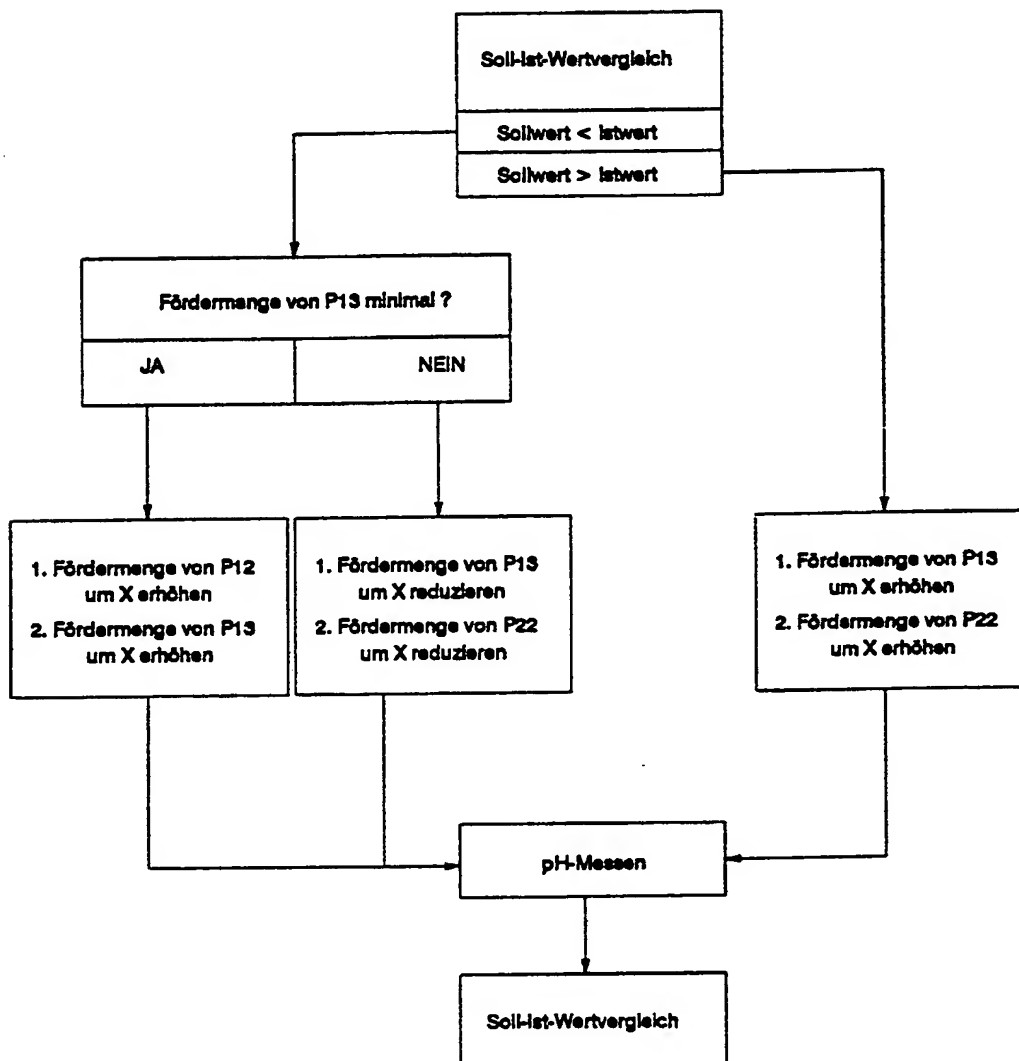 Soll-Ist-Wertvergleich
Sollwert < Istwert
Sollwert > Istwert
Fördermenge von P13 minimal ?
JA
NEIN
1. Fördermenge von P12
um X erhöhen
2. Fördermenge von P13
um X erhöhen
1. Fördermenge von P13
um X reduzieren
2. Fördermenge von P22
um X reduzieren
1. Fördermenge von P13
um X erhöhen
2. Fördermenge von P22
um X erhöhen
pH-Messen
Soll-Ist-Wertvergleich